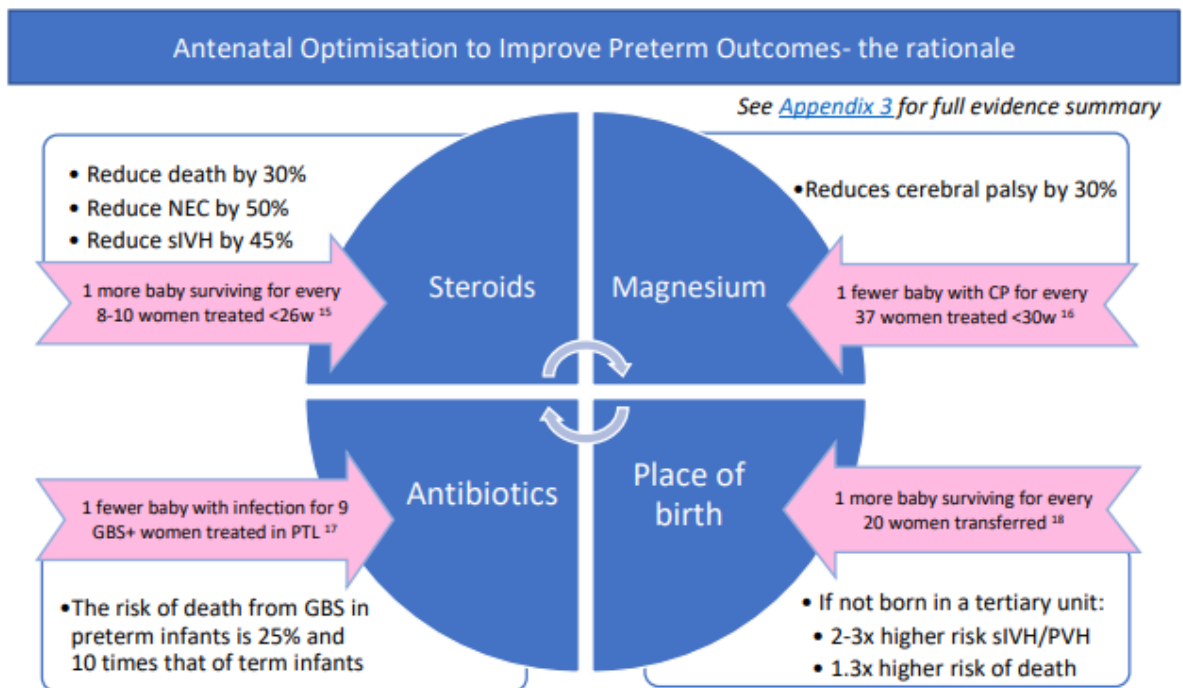 Antenatal Optimisation to Improve Preterm Outcomes- the rationale
See Appendix 3 for full evidence summary
• Reduce death by 30%
• Reduce NEC by 50%
• Reduce sIVH by 45%
1 more baby surviving for every
8-10 women treated <26w 15
Steroids
Magnesium
•Reduces cerebral palsy by 30%
1 fewer baby with CP for every
37 women treated <30w 16
1 fewer baby with infection for 9
GBS+ women treated in PTL 17
Antibiotics
•The risk of death from GBS in
preterm infants is 25% and
10 times that of term infants
Place of
birth
1 more baby surviving for every
20 women transferred 18
• If not born in a tertiary unit:
• 2-3x higher risk sIVH/PVH
• 1.3x higher risk of death